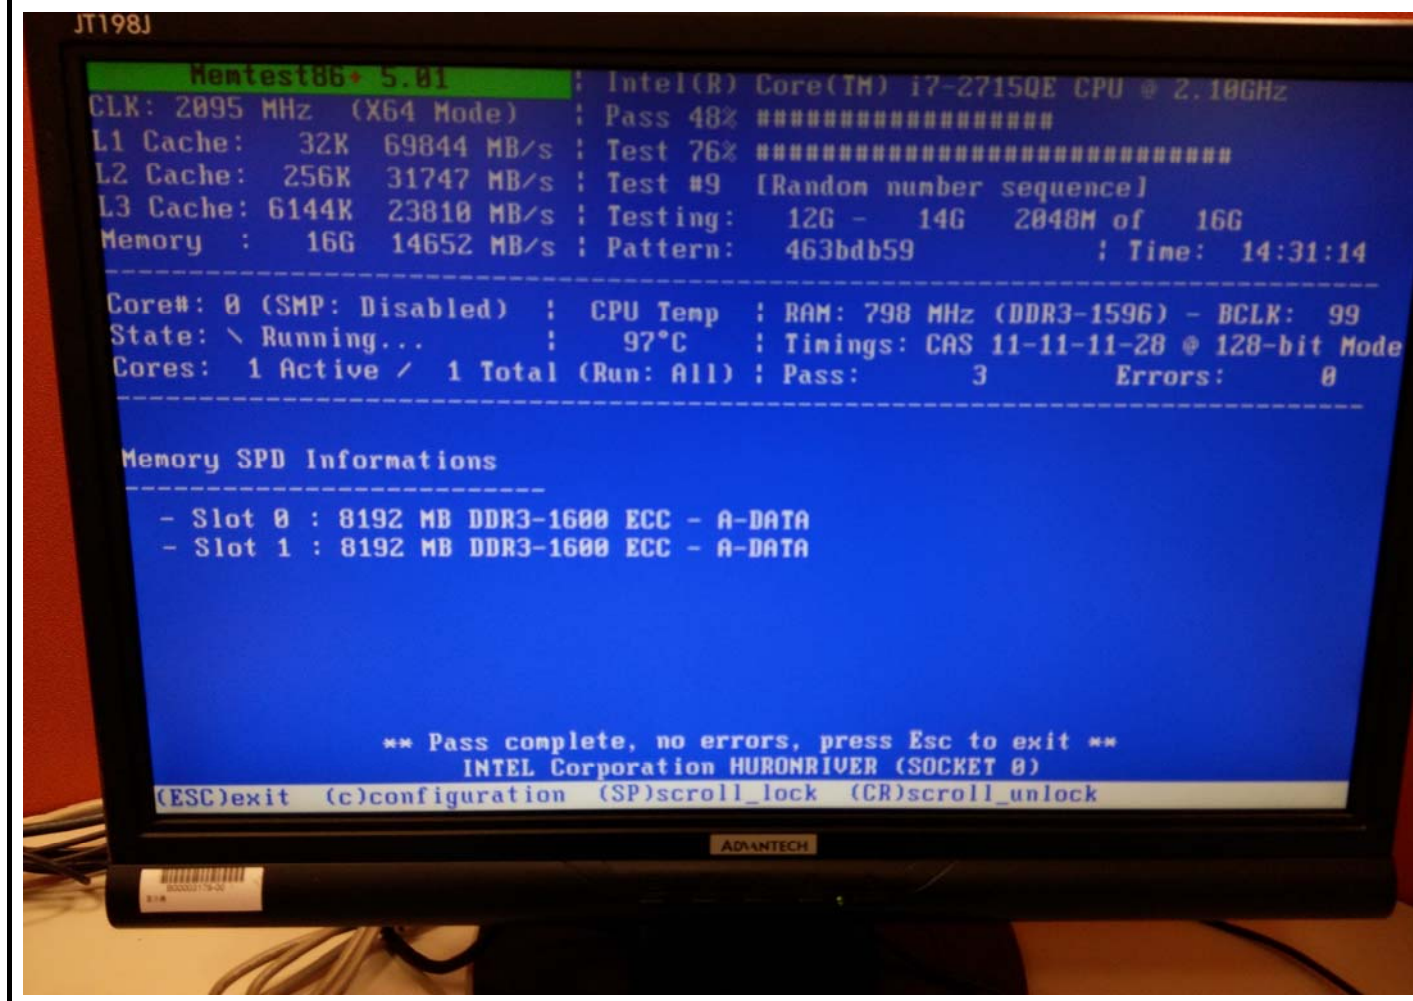 JT198J
Memtest86+ 5.01 ¦ Intel(R) Core(TM) i7-2715QE CPU @ 2.10GHz
CLK: 2095 MHz (X64 Mode) ¦ Pass 48% ##################
L1 Cache: 32K 69844 MB/s ¦ Test 76% #############################
L2 Cache: 256K 31747 MB/s ¦ Test #9 [Random number sequence]
L3 Cache: 6144K 23810 MB/s ¦ Testing: 12G - 14G 2048M of 16G
Memory : 16G 14652 MB/s ¦ Pattern: 463bdb59 ¦ Time: 14:31:14
Core#: 0 (SMP: Disabled) ¦ CPU Temp ¦ RAM: 798 MHz (DDR3-1596) - BCLK: 99
State: \ Running... ¦ 97°C ¦ Timings: CAS 11-11-11-28 @ 128-bit Mode
Cores: 1 Active / 1 Total (Run: All) ¦ Pass: 3 Errors: 0
Memory SPD Informations
--------------------------
- Slot 0 : 8192 MB DDR3-1600 ECC - A-DATA
- Slot 1 : 8192 MB DDR3-1600 ECC - A-DATA
** Pass complete, no errors, press Esc to exit **
INTEL Corporation HURONRIVER (SOCKET 0)
(ESC)exit (c)configuration (SP)scroll_lock (CR)scroll_unlock
ADVANTECH